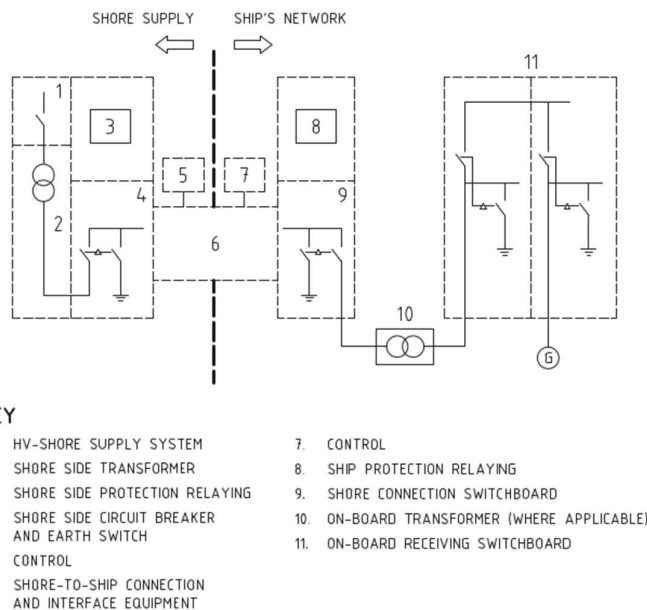 SHORE SUPPLY SHIP'S NETWORK
11
1
3
8
5
7
4
9
2
6
10
G
EY
HV-SHORE SUPPLY SYSTEM
SHORE SIDE TRANSFORMER
SHORE SIDE PROTECTION RELAYING
SHORE SIDE CIRCUIT BREAKER
AND EARTH SWITCH
CONTROL
SHORE-TO-SHIP CONNECTION
AND INTERFACE EQUIPMENT
7. CONTROL
8. SHIP PROTECTION RELAYING
9. SHORE CONNECTION SWITCHBOARD
10. ON-BOARD TRANSFORMER (WHERE APPLICABLE)
11. ON-BOARD RECEIVING SWITCHBOARD